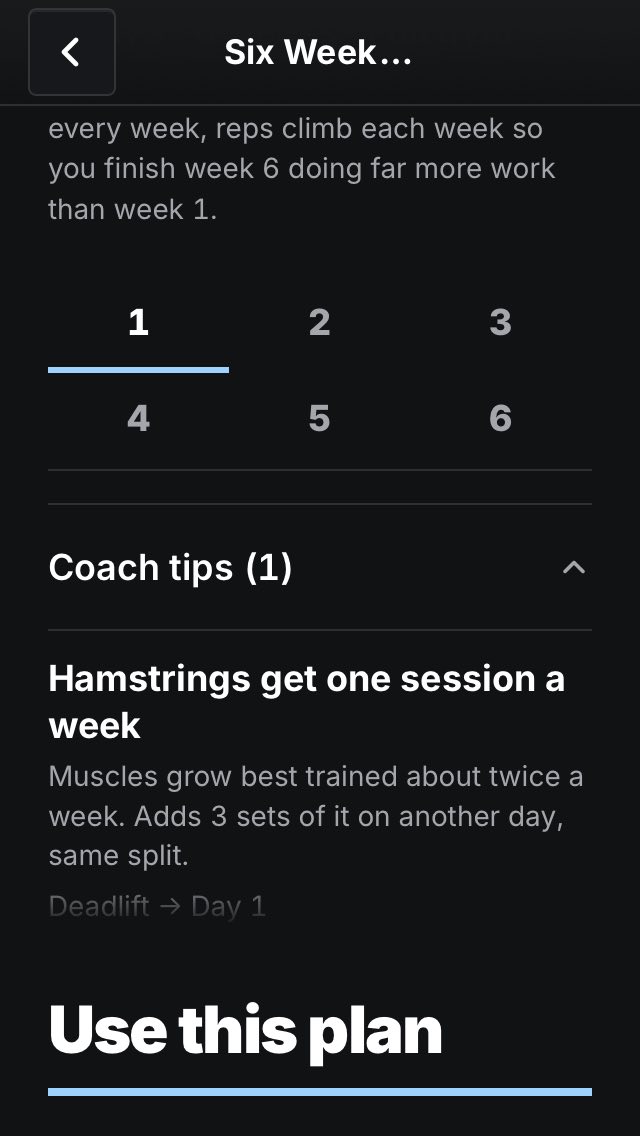 Six Week...
every week, reps climb each week so
you finish week 6 doing far more work
than week 1.
1 2 3
4 5 6
Coach tips (1)
Hamstrings get one session a
week
Muscles grow best trained about twice a
week. Adds 3 sets of it on another day,
same split.
Deadlift → Day 1
Use this plan